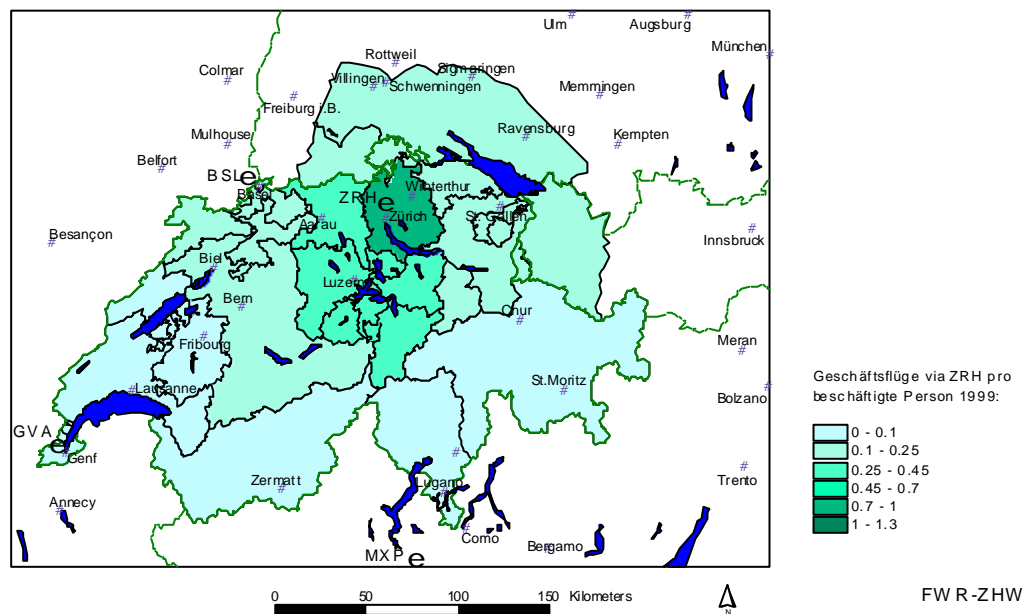 Ulm
Augsburg
München
Rottweil
Colmar
Sigmaringen
Villingen
Schwenningen
Memmingen
Freiburg i.B.
Mulhouse
Ravensburg
Kempten
Belfort
BSL
Basel
ZRH
Winterthur
Zürich
St. Gallen
Aarau
Besançon
Innsbruck
Biel
Luzern
Bern
Chur
Fribourg
Meran
Lausanne
St.Moritz
Bolzano
GVA
Genf
Zermatt
Lugano
Trento
Annecy
Como
Bergamo
MXP
Geschäftsflüge via ZRH pro
beschäftigte Person 1999:
0 - 0.1
0.1 - 0.25
0.25 - 0.45
0.45 - 0.7
0.7 - 1
1 - 1.3
0 50 100 150 Kilometers
N
FWR-ZHW